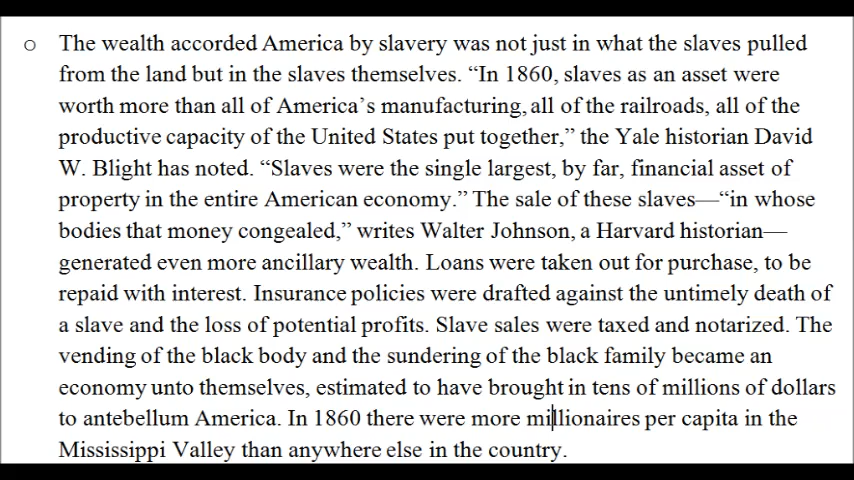 o The wealth accorded America by slavery was not just in what the slaves pulled
from the land but in the slaves themselves. “In 1860, slaves as an asset were
worth more than all of America’s manufacturing, all of the railroads, all of the
productive capacity of the United States put together,” the Yale historian David
W. Blight has noted. “Slaves were the single largest, by far, financial asset of
property in the entire American economy.” The sale of these slaves—“in whose
bodies that money congealed,” writes Walter Johnson, a Harvard historian—
generated even more ancillary wealth. Loans were taken out for purchase, to be
repaid with interest. Insurance policies were drafted against the untimely death of
a slave and the loss of potential profits. Slave sales were taxed and notarized. The
vending of the black body and the sundering of the black family became an
economy unto themselves, estimated to have brought in tens of millions of dollars
to antebellum America. In 1860 there were more millionaires per capita in the
Mississippi Valley than anywhere else in the country.